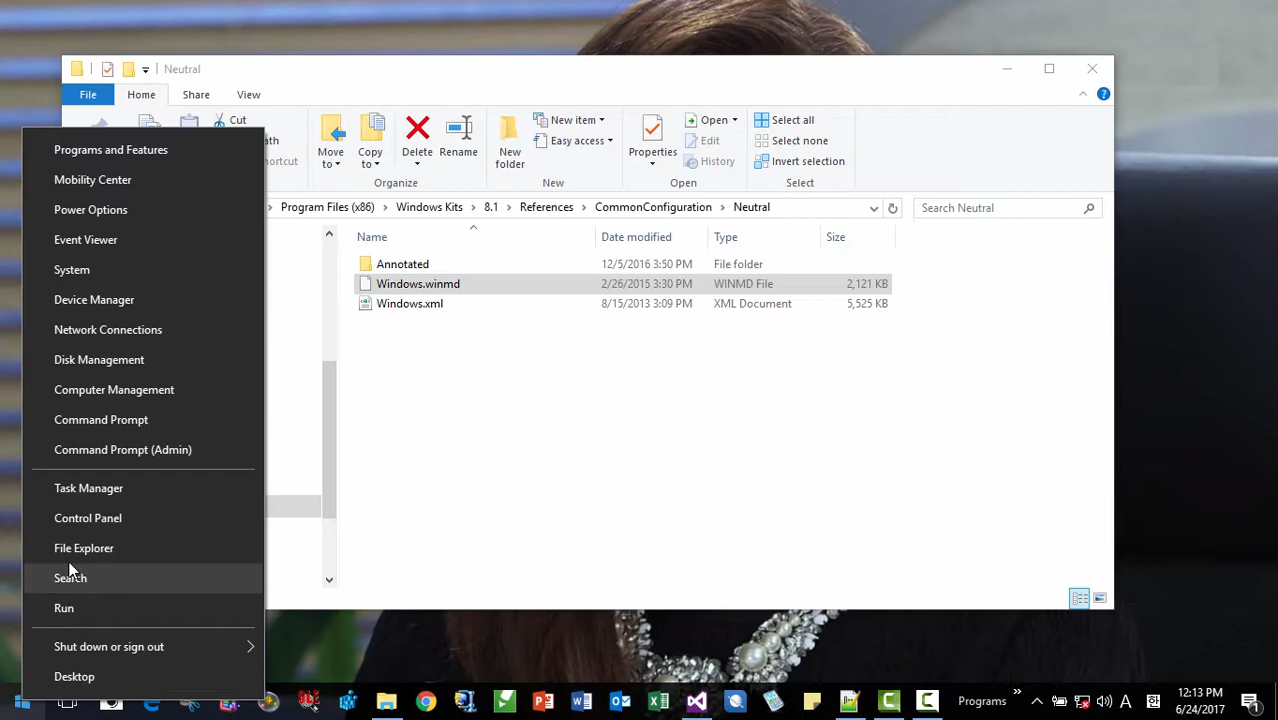 Neutral
File Home Share View
Cut
New item
Open
Select all
ath
Easy access
Edit
Select none
hortcut
Move to Copy to Delete Rename New folder Properties
History
Invert selection
Organize New Open Select
Program Files (x86) Windows Kits 8.1 References CommonConfiguration Neutral Search Neutral
Name Date modified Type Size
Annotated 12/5/2016 3:50 PM File folder
Windows.winmd 2/26/2015 3:30 PM WINMD File 2,121 KB
Windows.xml 8/15/2013 3:09 PM XML Document 5,525 KB
Programs and Features
Mobility Center
Power Options
Event Viewer
System
Device Manager
Network Connections
Disk Management
Computer Management
Command Prompt
Command Prompt (Admin)
Task Manager
Control Panel
File Explorer
Search
Run
Shut down or sign out
Desktop
Programs
A
12:13 PM
6/24/2017